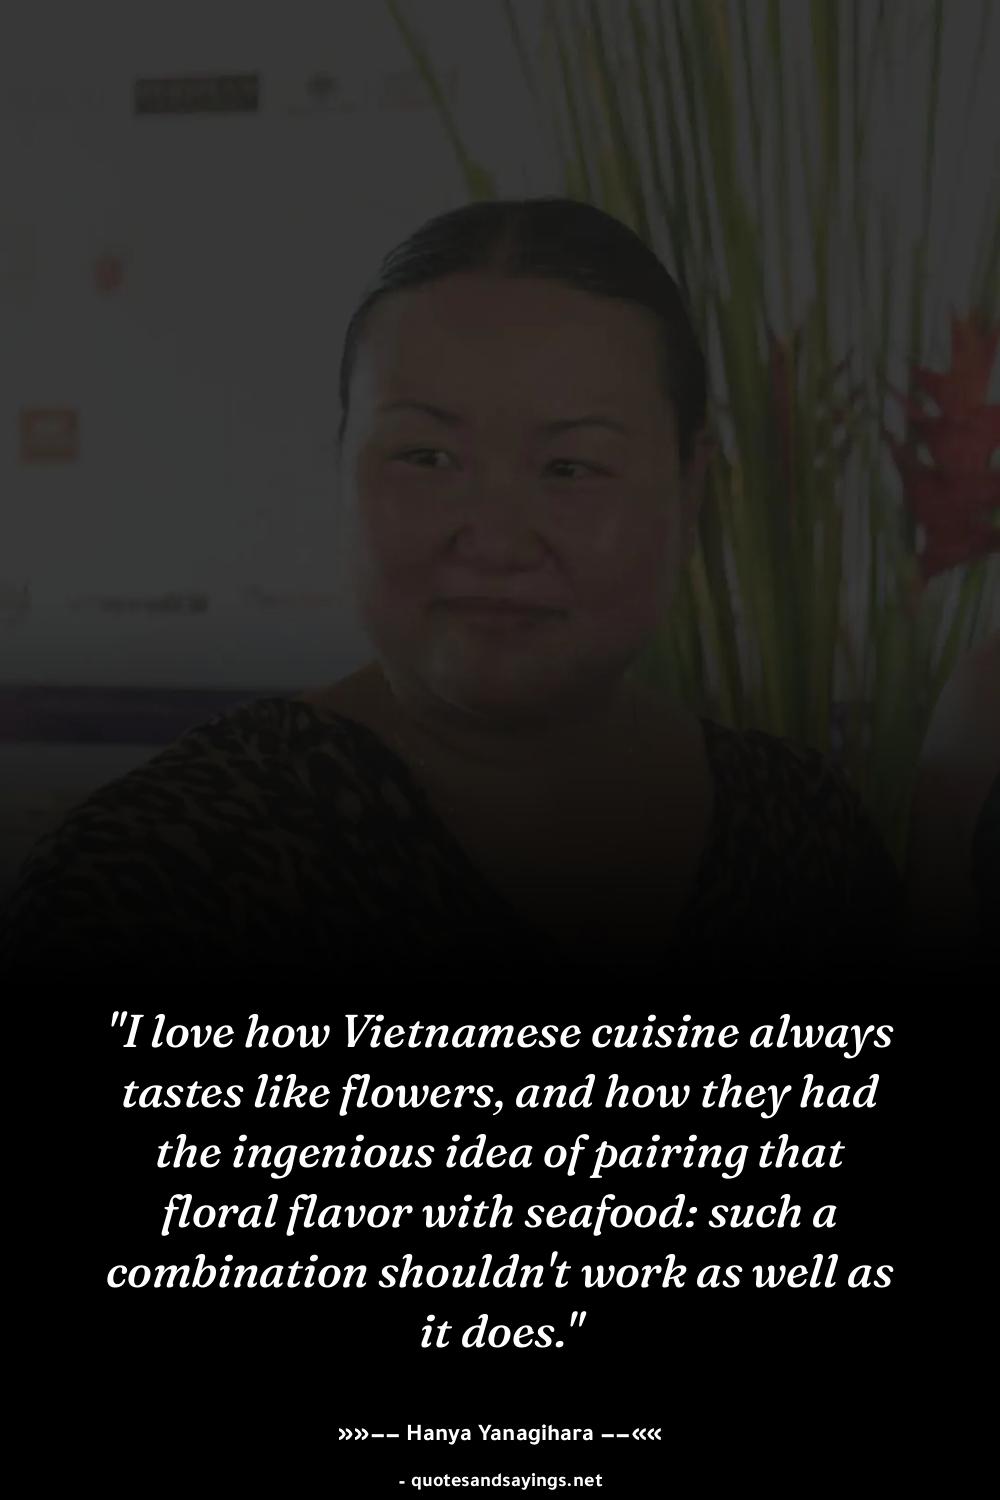 "I love how Vietnamese cuisine always
tastes like flowers, and how they had
the ingenious idea of pairing that
floral flavor with seafood: such a
combination shouldn't work as well as
it does."
»»–– Hanya Yanagihara ––««
- quotesandsayings.net